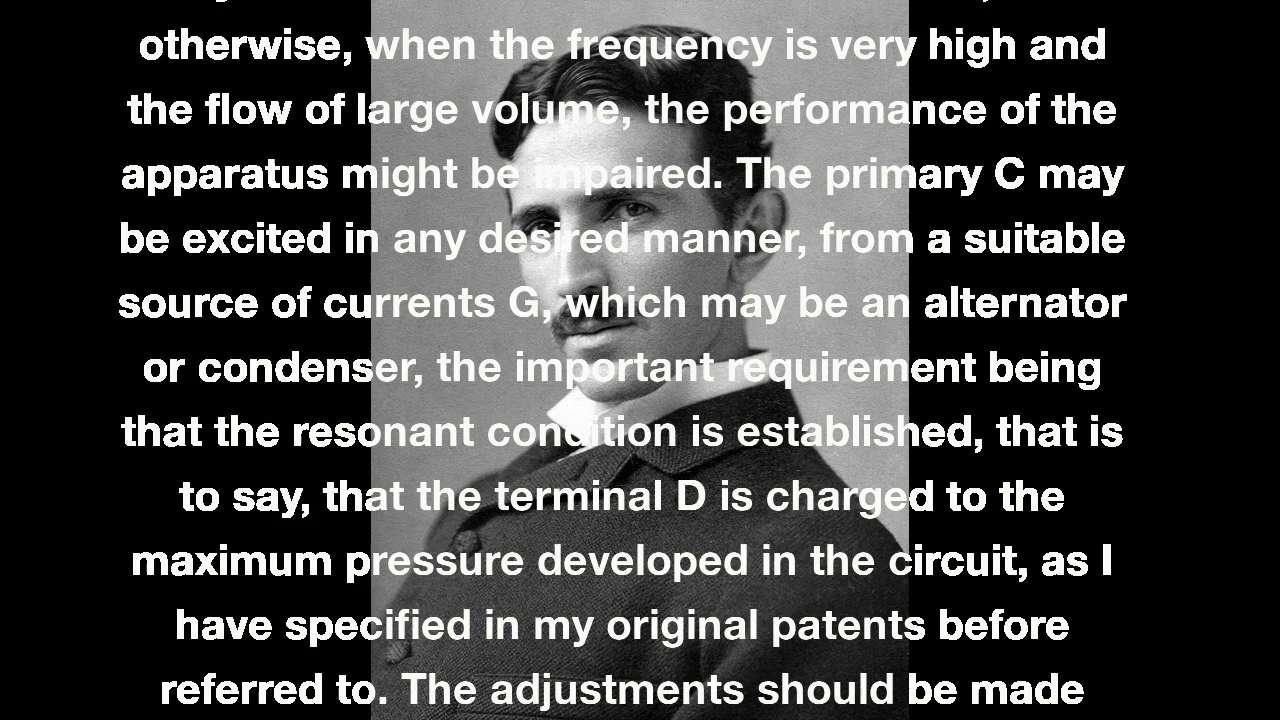 otherwise, when the frequency is very high and
the flow of large volume, the performance of the
apparatus might be impaired. The primary C may
be excited in any desired manner, from a suitable
source of currents G, which may be an alternator
or condenser, the important requirement being
that the resonant condition is established, that is
to say, that the terminal D is charged to the
maximum pressure developed in the circuit, as I
have specified in my original patents before
referred to. The adjustments should be made